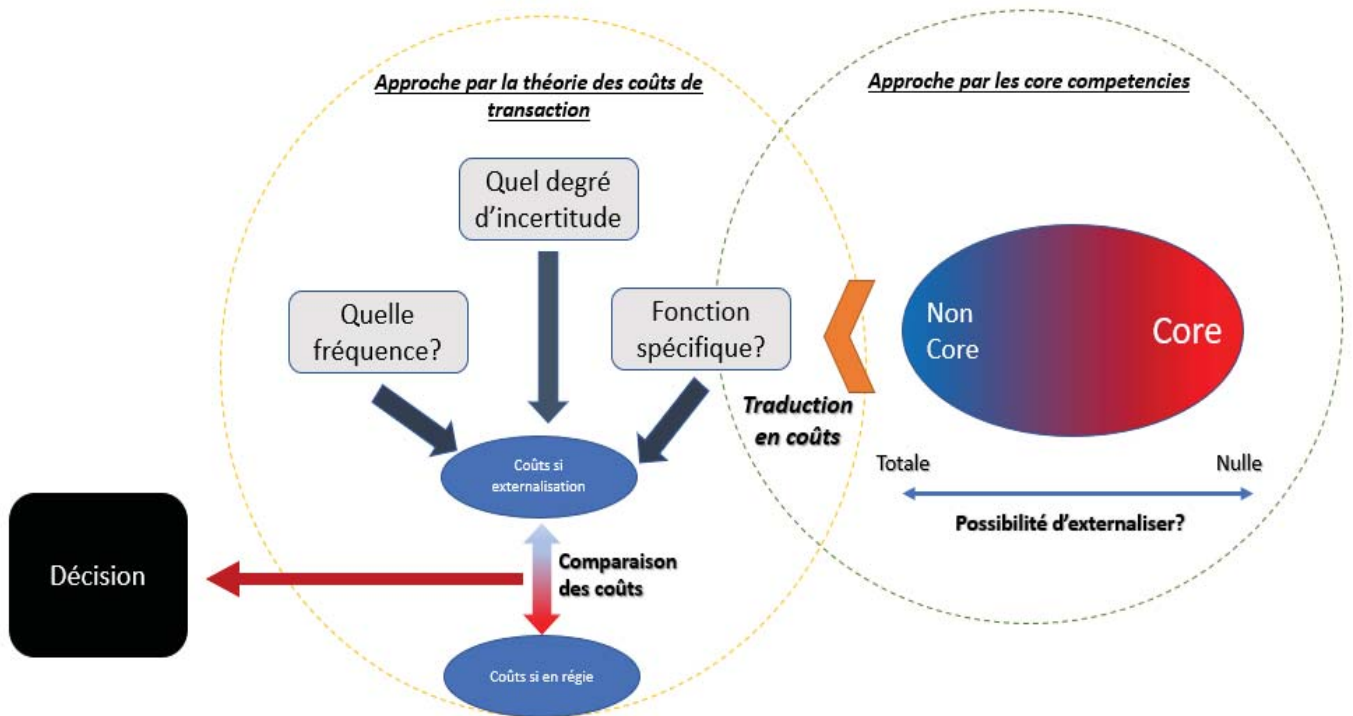 Approche par la théorie des coûts de
transaction
Quel degré
d'incertitude
Quelle
fréquence?
Fonction
spécifique?
Coûts si
externalisation
Comparaison
des coûts
Coûts si en régie
Décision
Approche par les core competencies
Non
Core
Core
Traduction
en coûts
Totale
Nulle
Possibilité d'externaliser?